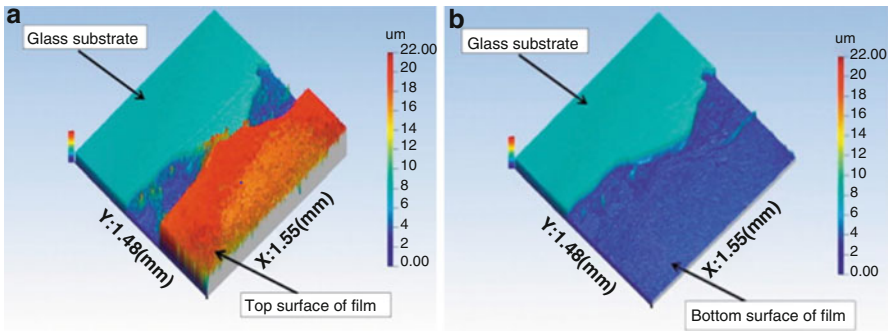 a
Glass substrate
um
22.00
20
18
16
14
12
10
8
6
4
2
0.00
Y:1.48(mm)
X:1.55(mm)
Top surface of film
b
Glass substrate
um
22.00
20
18
16
14
12
10
8
6
4
2
0.00
Y:1.48(mm)
X:1.55(mm)
Bottom surface of film